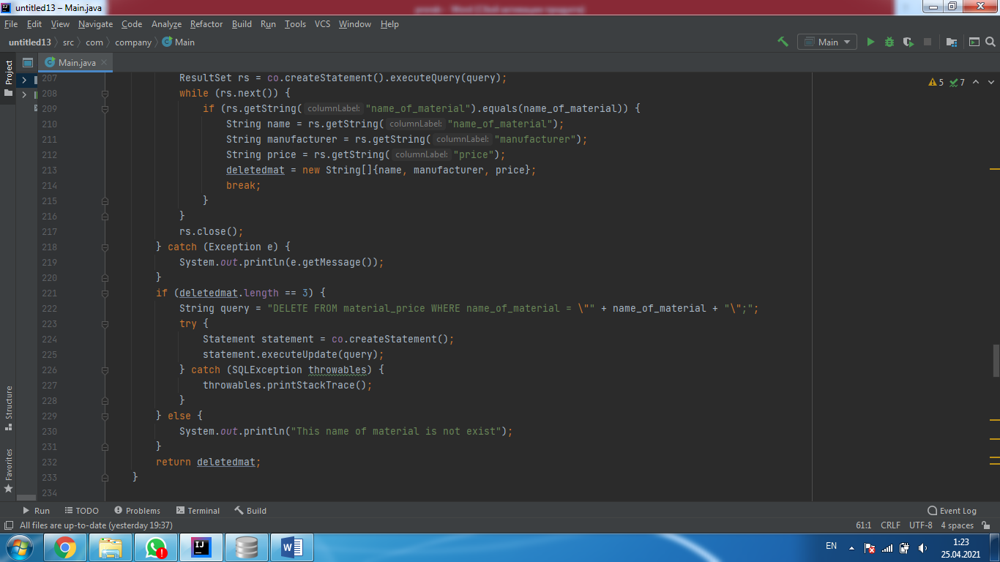 untitled13 – Main.java
File Edit View Navigate Code Analyze Refactor Build Run Tools VCS Window Help
untitled13 src com company Main
Main
Main.java
Project
5 7
207 ResultSet rs = co.createStatement().executeQuery(query);
208 while (rs.next()) {
209 if (rs.getString( columnLabel: "name_of_material").equals(name_of_material)) {
210 String name = rs.getString( columnLabel: "name_of_material");
211 String manufacturer = rs.getString( columnLabel: "manufacturer");
212 String price = rs.getString( columnLabel: "price");
213 deletedmat = new String[]{name, manufacturer, price};
214 break;
215 }
216 }
217 rs.close();
218 } catch (Exception e) {
219 System.out.println(e.getMessage());
220 }
221 if (deletedmat.length == 3) {
222 String query = "DELETE FROM material_price WHERE name_of_material = \"" + name_of_material + "\";";
223 try {
224 Statement statement = co.createStatement();
225 statement.executeUpdate(query);
226 } catch (SQLException throwables) {
227 throwables.printStackTrace();
228 }
229 } else {
230 System.out.println("This name of material is not exist");
231 }
232 return deletedmat;
233 }
234
Structure
Favorites
Run TODO Problems Terminal Build Event Log
All files are up-to-date (yesterday 19:37) 61:1 CRLF UTF-8 4 spaces
EN 1:23
25.04.2021